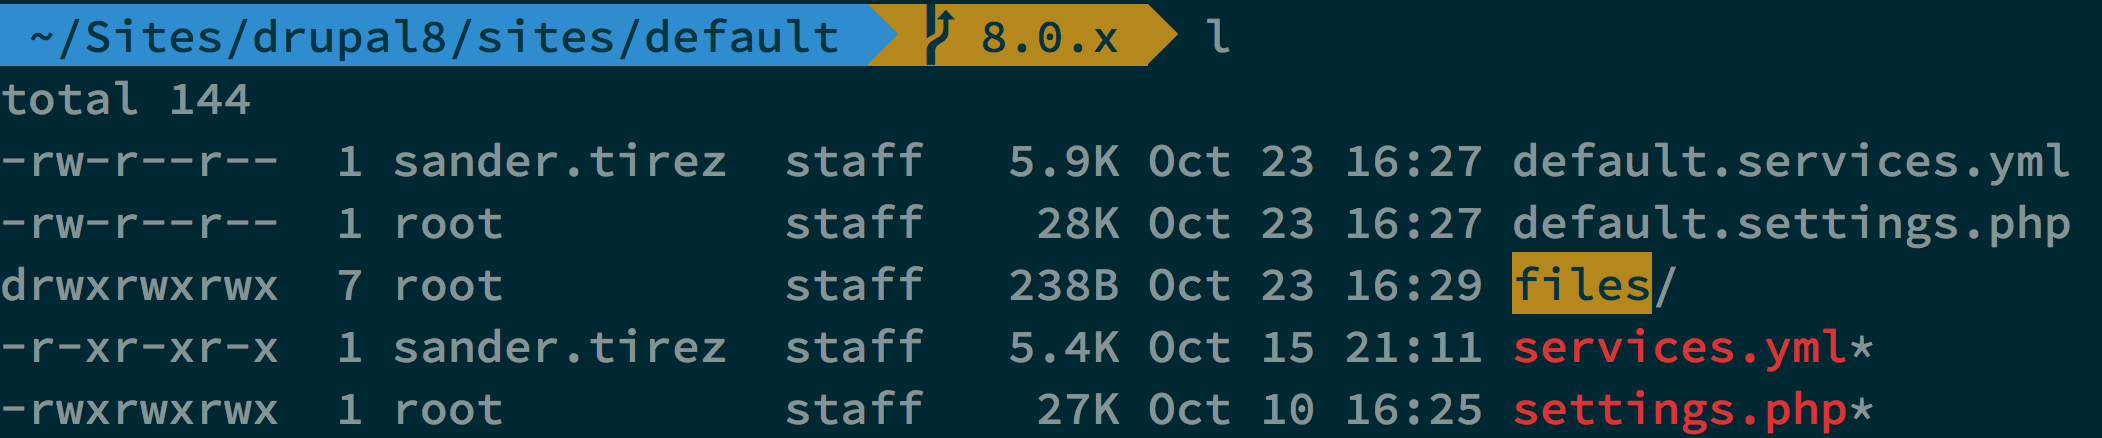 ~/Sites/drupal8/sites/default 8.0.x l
total 144
-rw-r--r-- 1 sander.tirez staff 5.9K Oct 23 16:27 default.services.yml
-rw-r--r-- 1 root staff 28K Oct 23 16:27 default.settings.php
drwxrwxrwx 7 root staff 238B Oct 23 16:29 files/
-r-xr-xr-x 1 sander.tirez staff 5.4K Oct 15 21:11 services.yml*
-rwxrwxrwx 1 root staff 27K Oct 10 16:25 settings.php*